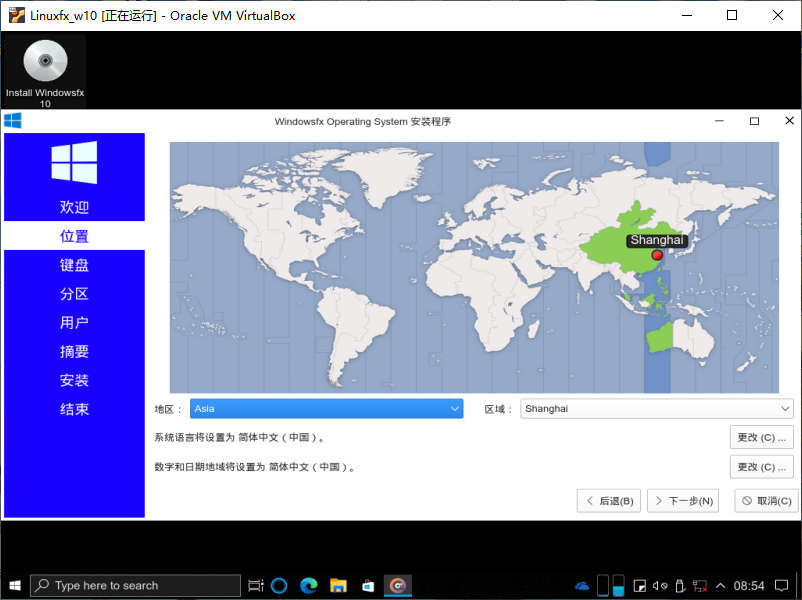 Linuxfx_w10 [正在运行] - Oracle VM VirtualBox
Install Windowsfx
10
Windowsfx Operating System 安装程序
欢迎
位置
键盘
分区
用户
摘要
安装
结束
Shanghai
地区： Asia 区域： Shanghai
系统语言将设置为 简体中文（中国）。 更改 (C) ...
数字和日期地域将设置为 简体中文（中国）。 更改 (C) ...
后退(B) 下一步(N) 取消(C)
Type here to search 08:54